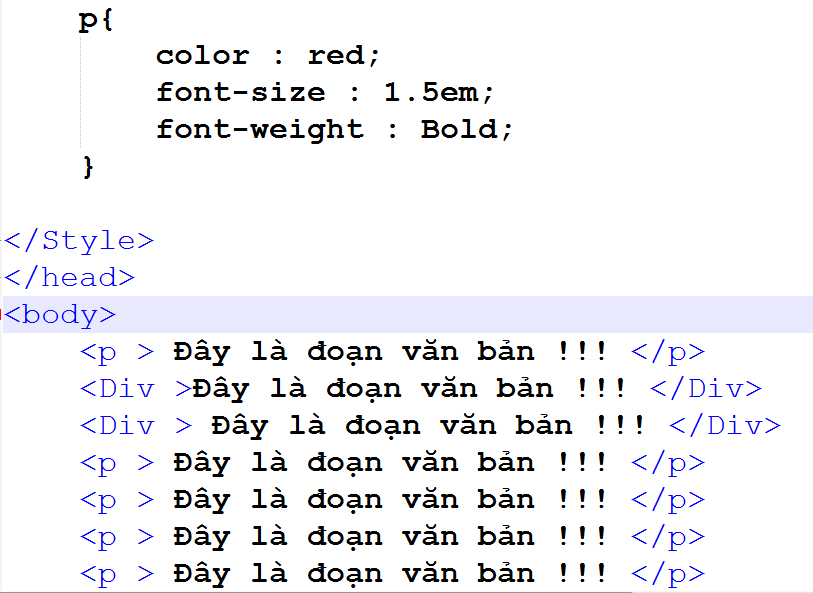 p{
color : red;
font-size : 1.5em;
font-weight : Bold;
}
</Style>
</head>
<body>
<p > Đây là đoạn văn bản !!! </p>
<Div >Đây là đoạn văn bản !!! </Div>
<Div > Đây là đoạn văn bản !!! </Div>
<p > Đây là đoạn văn bản !!! </p>
<p > Đây là đoạn văn bản !!! </p>
<p > Đây là đoạn văn bản !!! </p>
<p > Đây là đoạn văn bản !!! </p>